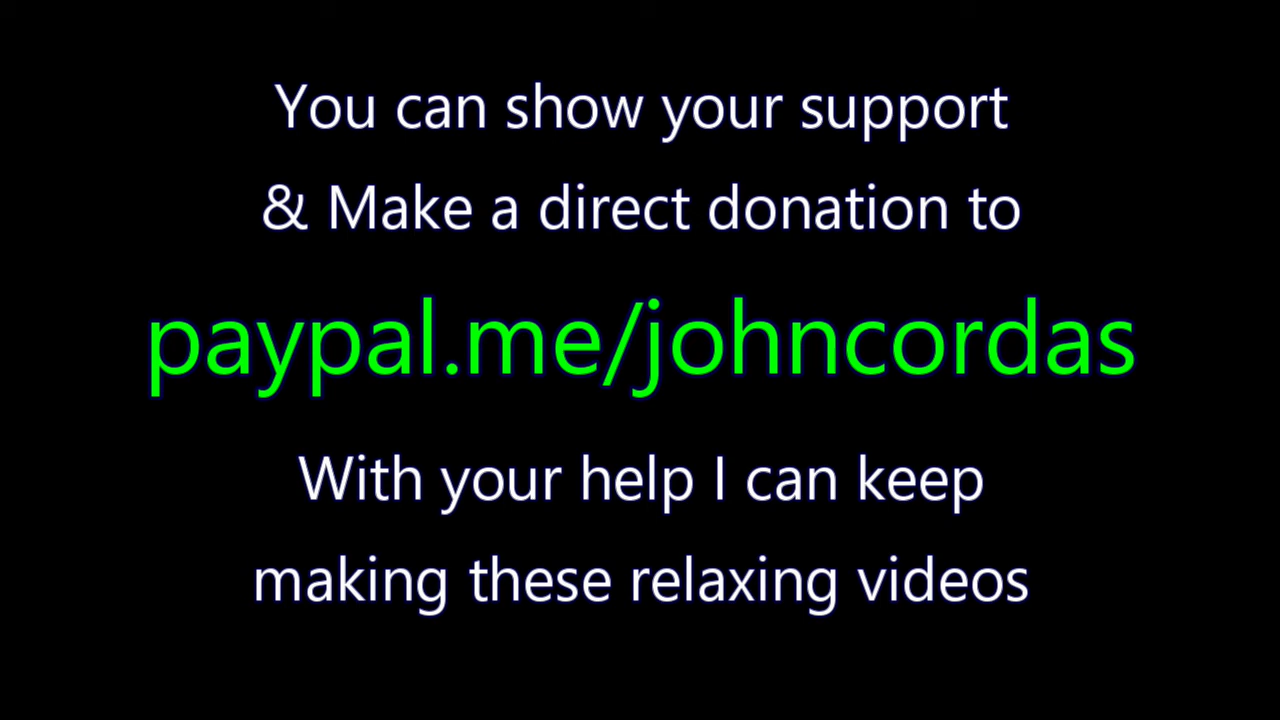 You can show your support
& Make a direct donation to
paypal.me/johncordas
With your help I can keep
making these relaxing videos